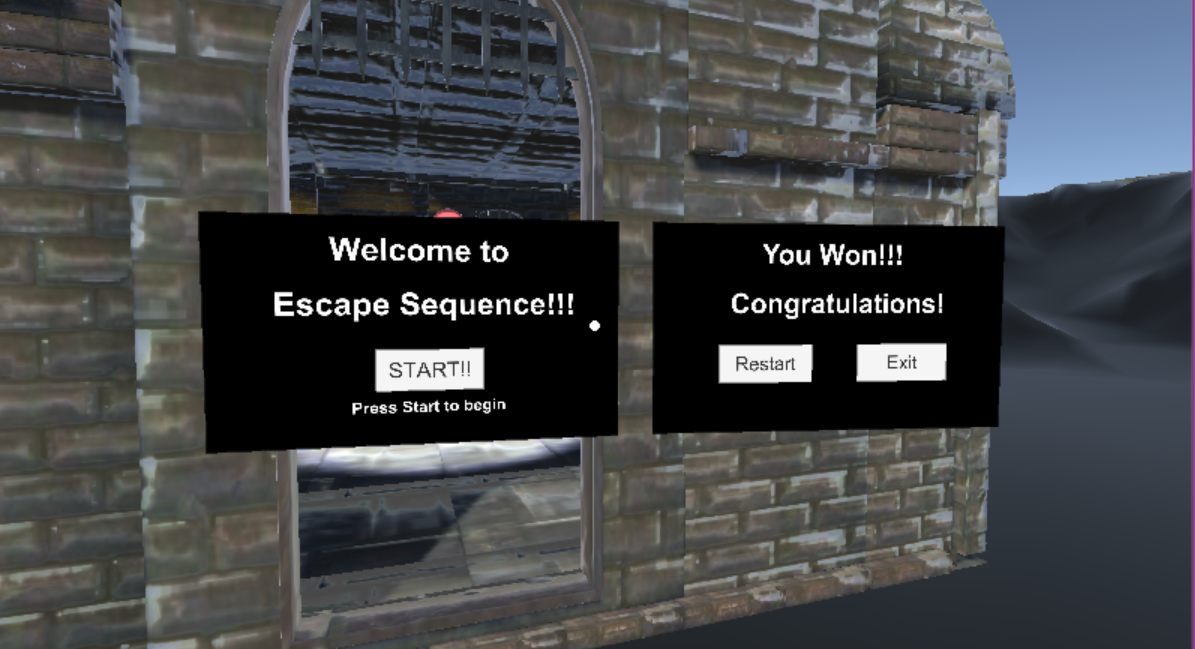 Welcome to
Escape Sequence!!!
START!!
Press Start to begin
You Won!!!
Congratulations!
Restart
Exit